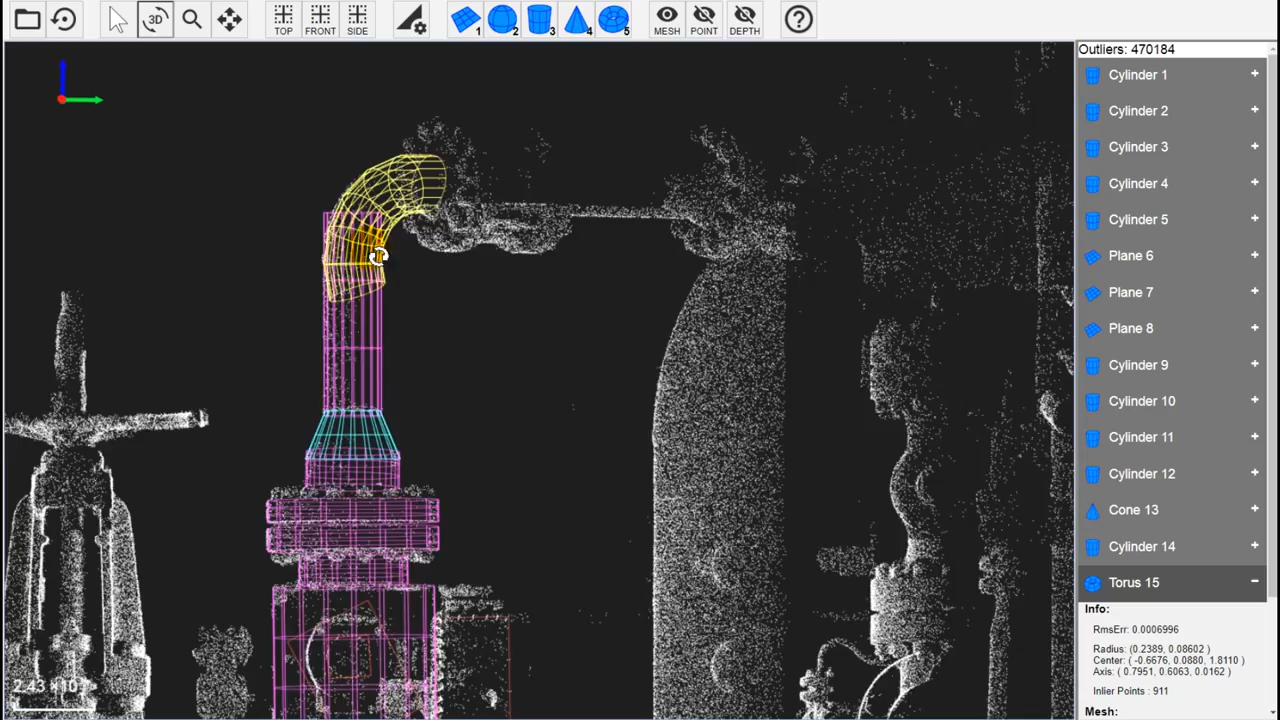 3D
TOP
FRONT
SIDE
1
2
3
4
5
MESH
POINT
DEPTH
?
Outliers: 470184
Cylinder 1 +
Cylinder 2 +
Cylinder 3 +
Cylinder 4 +
Cylinder 5 +
Plane 6 +
Plane 7 +
Plane 8 +
Cylinder 9 +
Cylinder 10 +
Cylinder 11 +
Cylinder 12 +
Cone 13 +
Cylinder 14 +
Torus 15 −
Info:
RmsErr: 0.0006996
Radius: (0.2389, 0.08602 )
Center: ( -0.6676, 0.0880, 1.8110 )
Axis: ( 0.7951, 0.6063, 0.0162 )
Inlier Points : 911
Mesh: